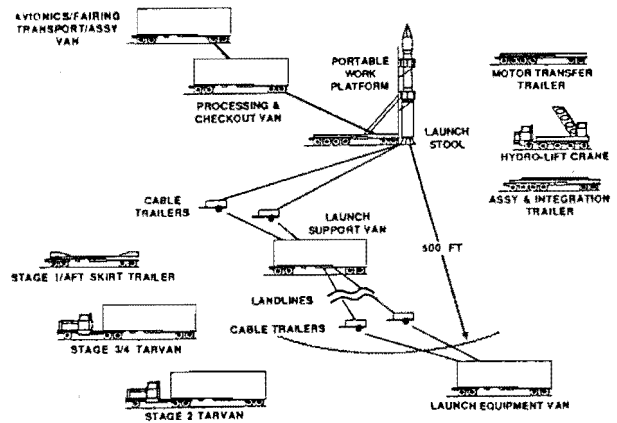 AVIONICS/FAIRING
TRANSPORT/ASSY
VAN
PROCESSING &
CHECKOUT VAN
PORTABLE
WORK
PLATFORM
LAUNCH
STOOL
MOTOR TRANSFER
TRAILER
HYDRO-LIFT CRANE
ASSY & INTEGRATION
TRAILER
CABLE
TRAILERS
LAUNCH
SUPPORT VAN
500 FT
STAGE 1/AFT SKIRT TRAILER
LANDLINES
CABLE TRAILERS
STAGE 3/4 TARVAN
STAGE 2 TARVAN
LAUNCH EQUIPMENT VAN